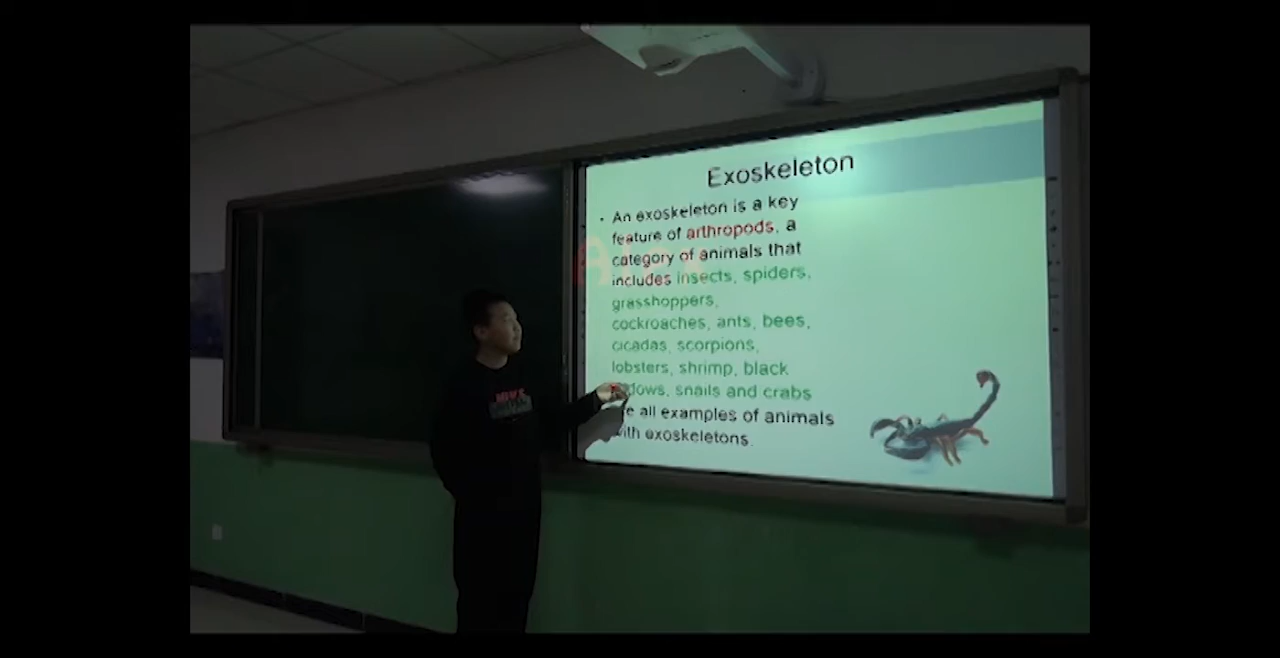 Exoskeleton
• An exoskeleton is a key
feature of arthropods, a
category of animals that
includes insects, spiders,
grasshoppers,
cockroaches, ants, bees,
cicadas, scorpions,
lobsters, shrimp, black
snails and crabs
all examples of animals
exoskeletons.